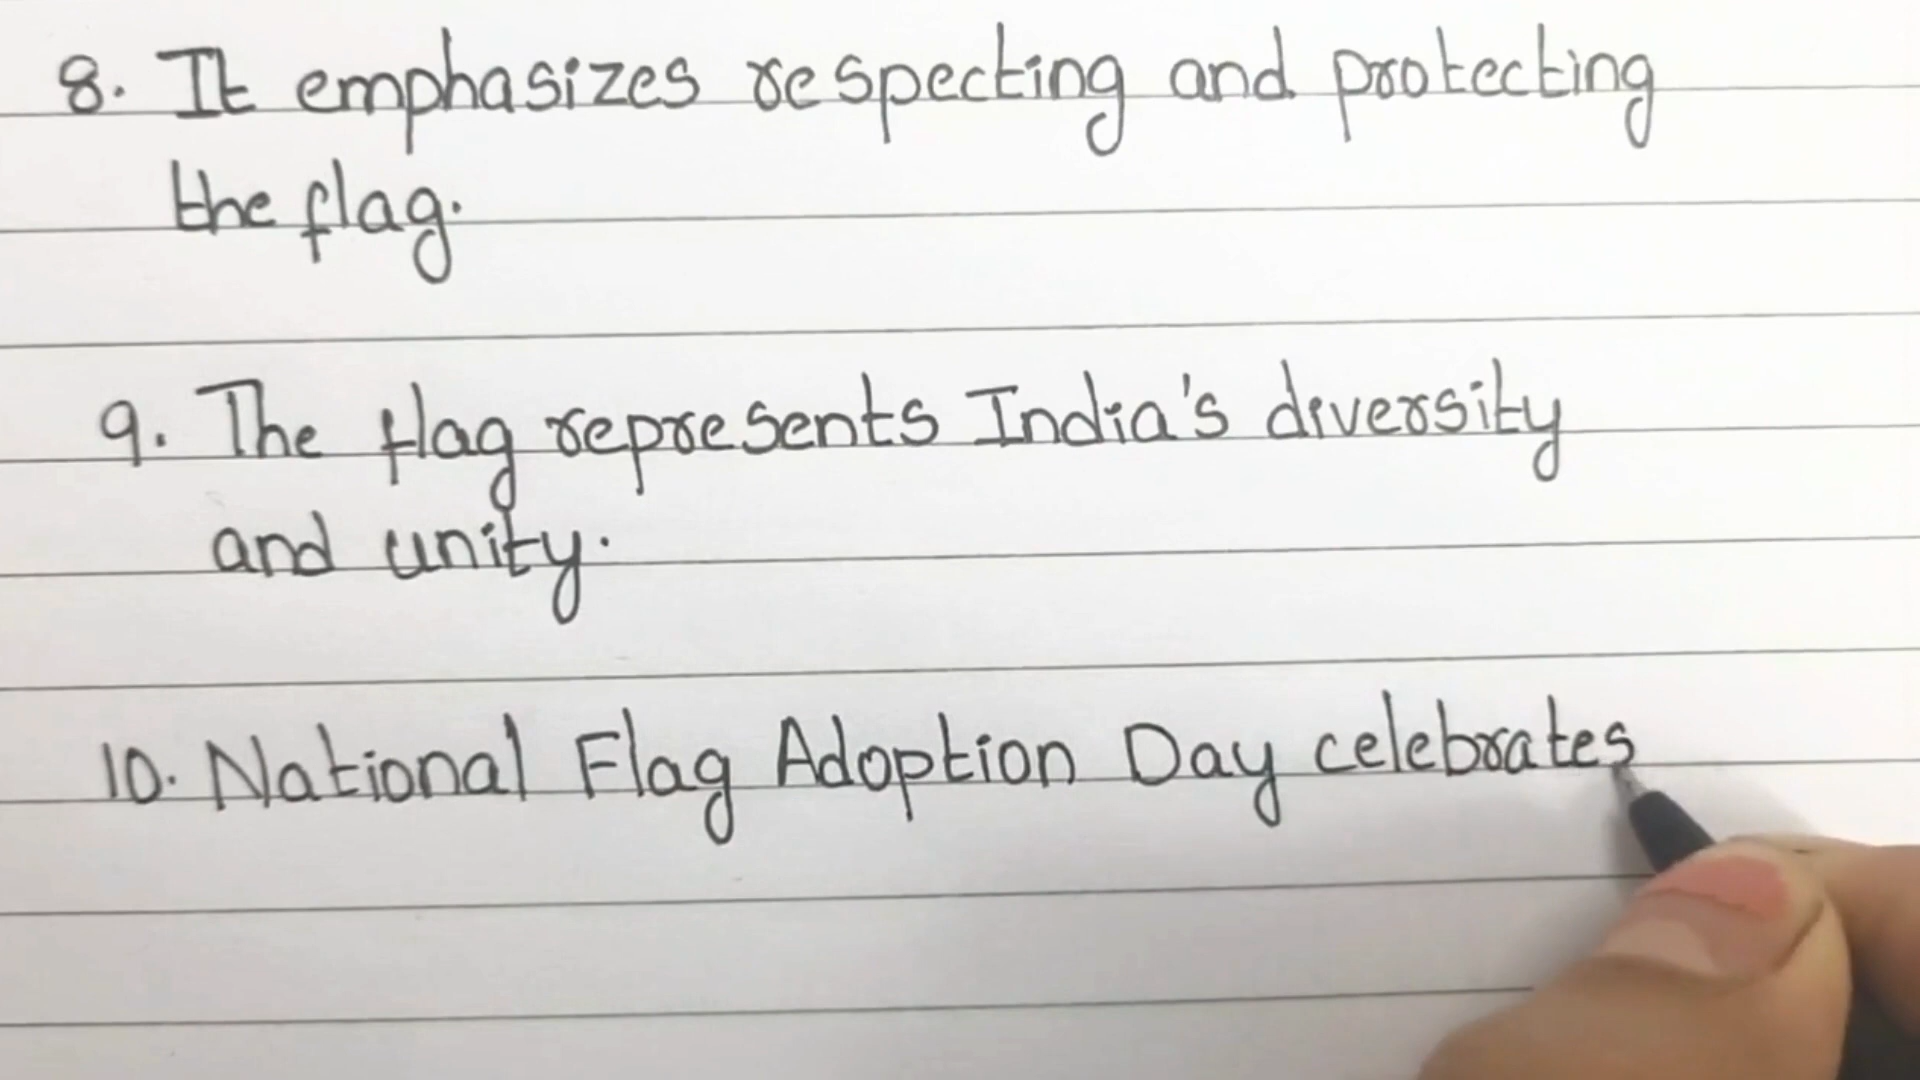 8. It emphasizes respecting and protecting
the flag.
9. The flag represents India's diversity
and unity.
10. National Flag Adoption Day celebrates